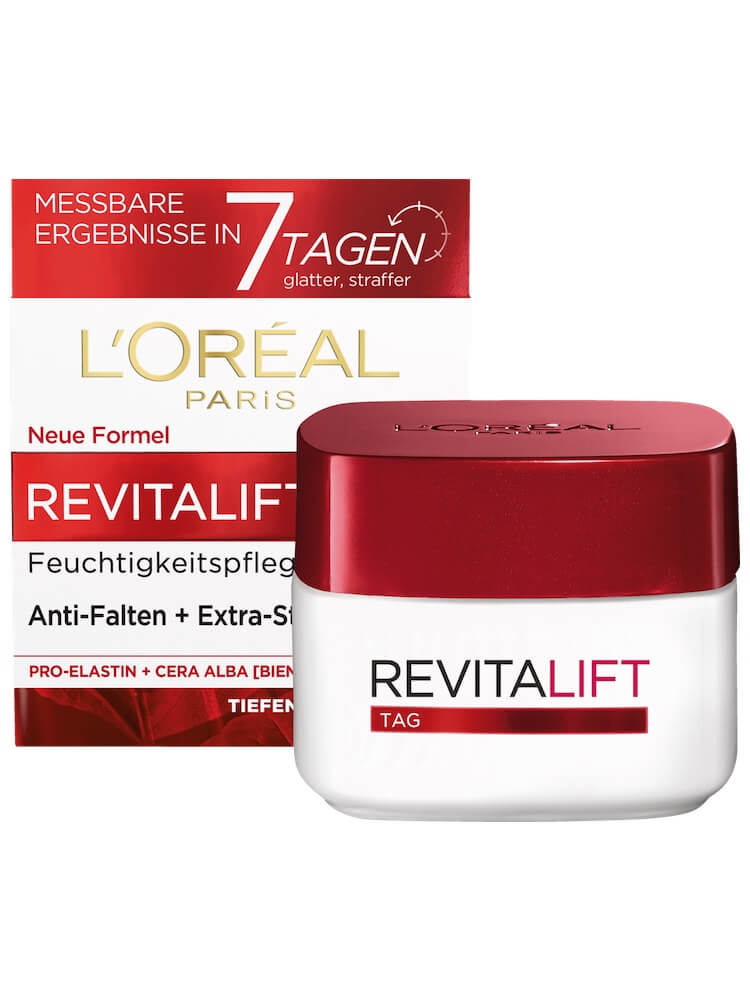 MESSBARE
ERGEBNISSE IN
7 TAGEN
glatter, straffer
L'ORÉAL
PARiS
Neue Formel
REVITALIFT
Feuchtigkeitspfleg
Anti-Falten + Extra-St
PRO-ELASTIN + CERA ALBA [BIEN
TIEFEN
L'ORÉAL
PARiS
REVITALIFT
TAG